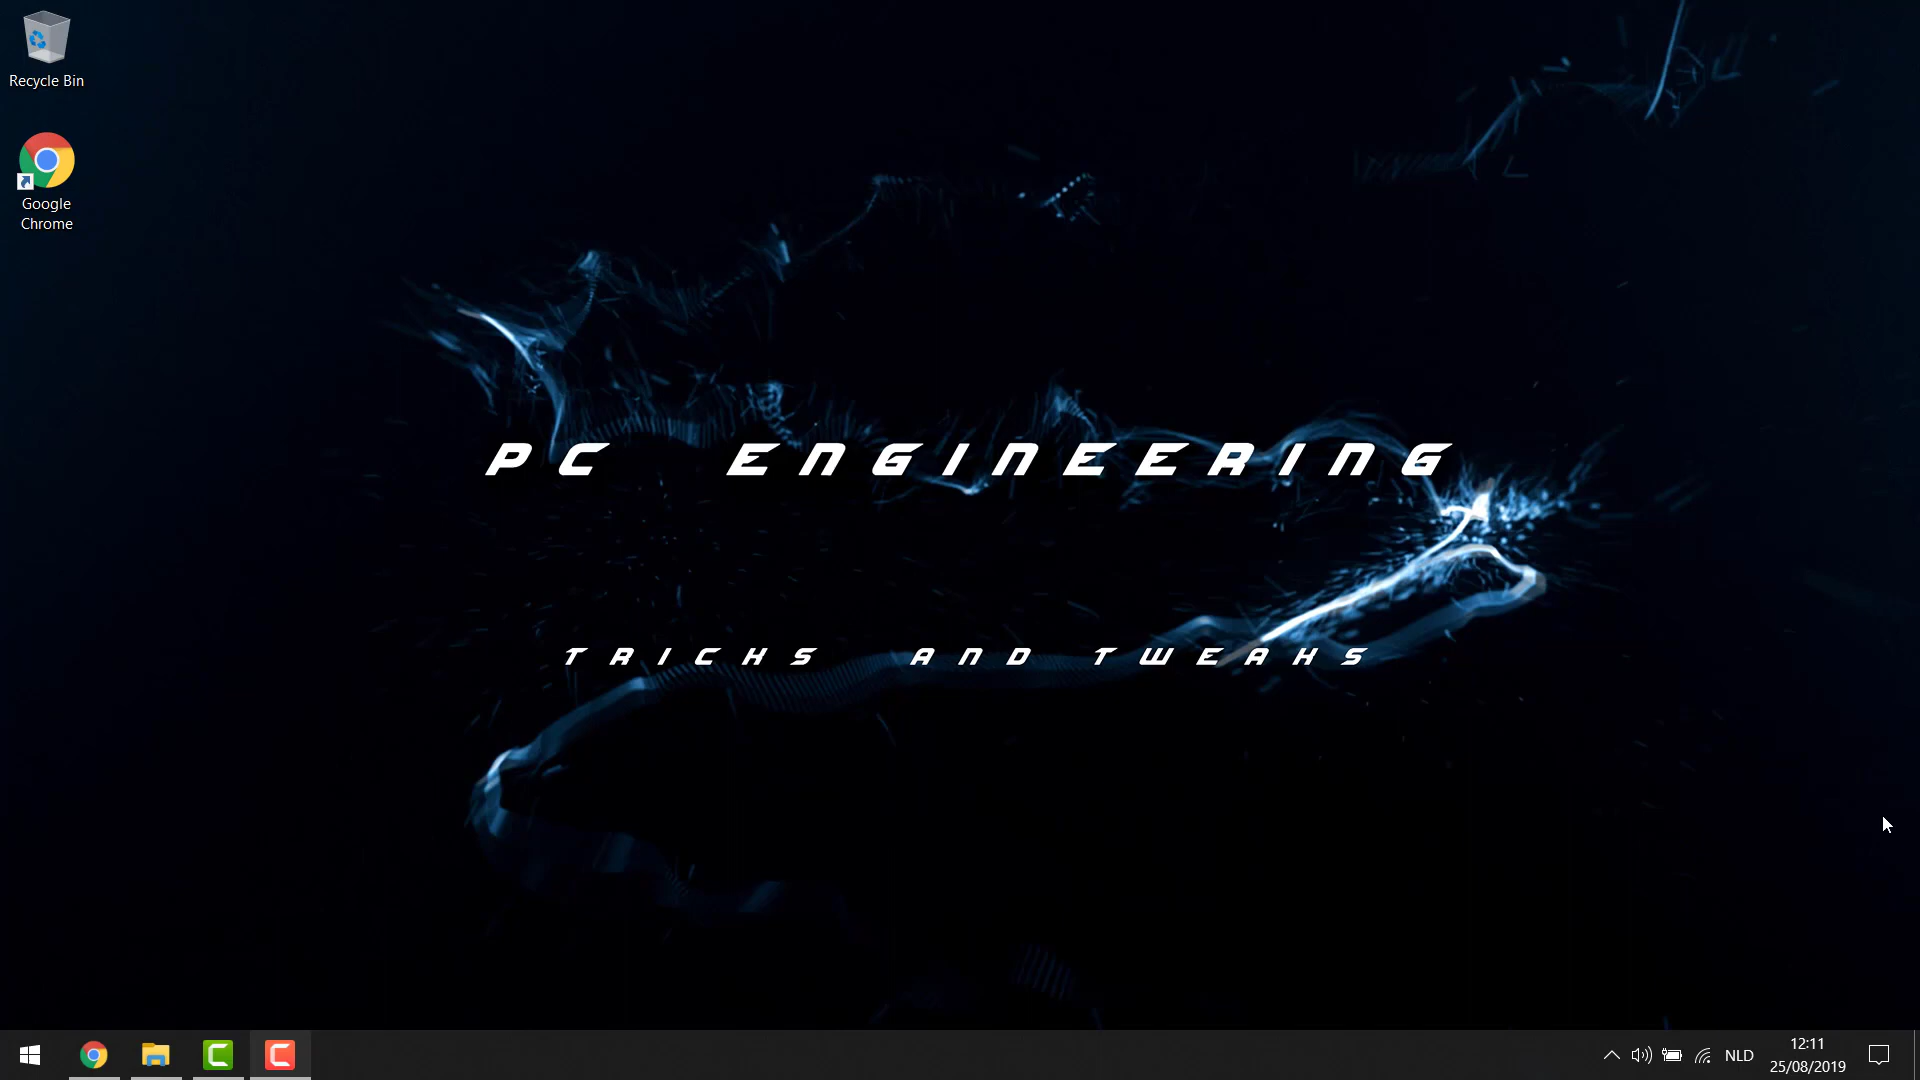 Recycle Bin
Google
Chrome
PC ENGINEERING
TRICKS AND TWEAKS
NLD
12:11
25/08/2019